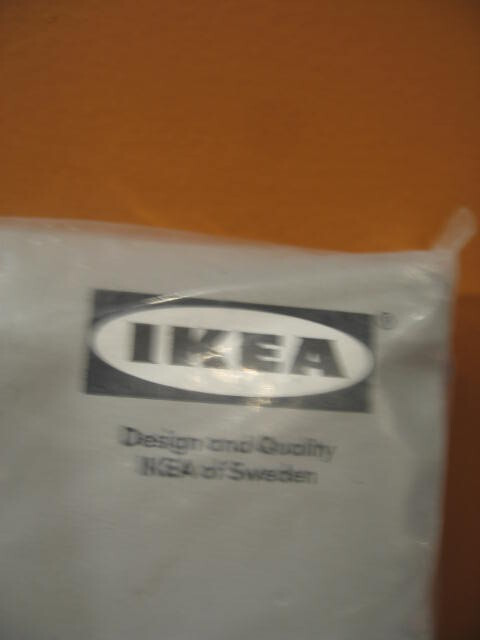 IKEA®
Design and Quality
IKEA of Sweden